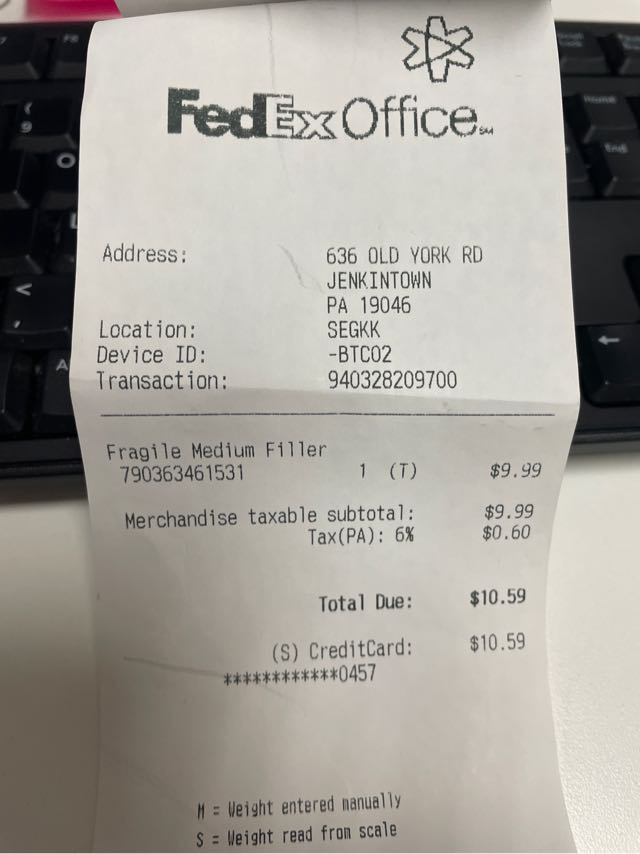 FedEx Office SM
Address: 636 OLD YORK RD
JENKINTOWN
PA 19046
Location: SEGKK
Device ID: -BTC02
Transaction: 940328209700
Fragile Medium Filler
790363461531 1 (T) $9.99
Merchandise taxable subtotal: $9.99
Tax(PA): 6% $0.60
Total Due: $10.59
(S) CreditCard: $10.59
************0457
M = Weight entered manually
S = Weight read from scale